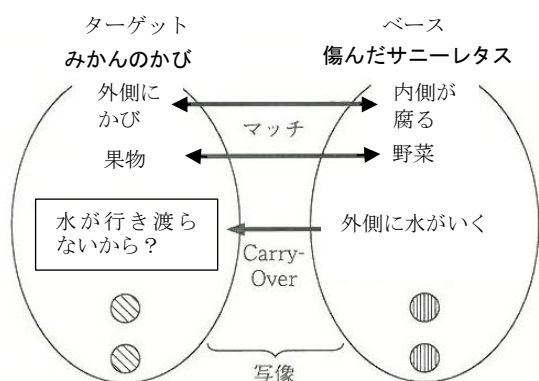 ターゲット
みかんのかび
ベース
傷んだサニーレタス
外側に
かび
マッチ
内側が
腐る
果物
野菜
水が行き渡ら
ないから？
Carry-
Over
外側に水がいく
写像